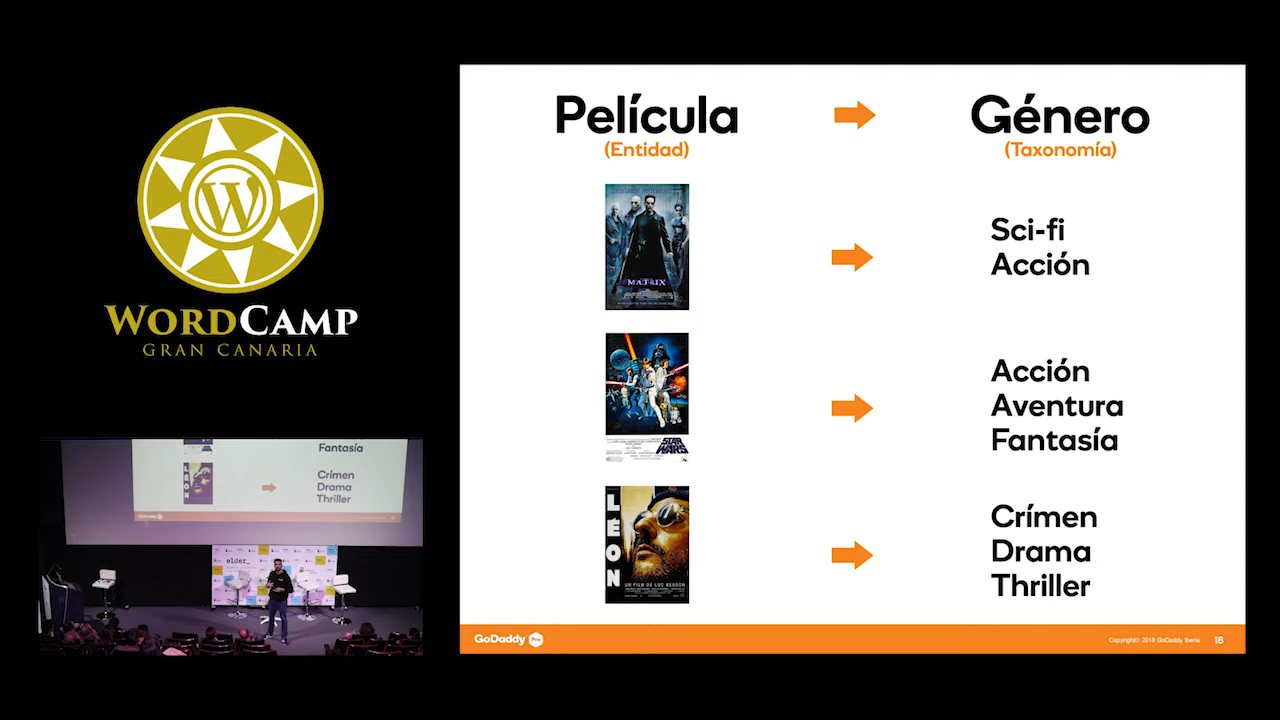 WORDCAMP
GRAN CANARIA
Película
Género
(Entidad)
(Taxonomía)
MATRIX
Sci-fi
Acción
STAR
WARS
Acción
Aventura
Fantasía
LÉON
UN FILM DE LUC BESSON
Crímen
Drama
Thriller
GoDaddy Pro
Copyright© 2018 GoDaddy Iberia
18
Fantasía
LEON
Crímen
Drama
Thriller
elder_